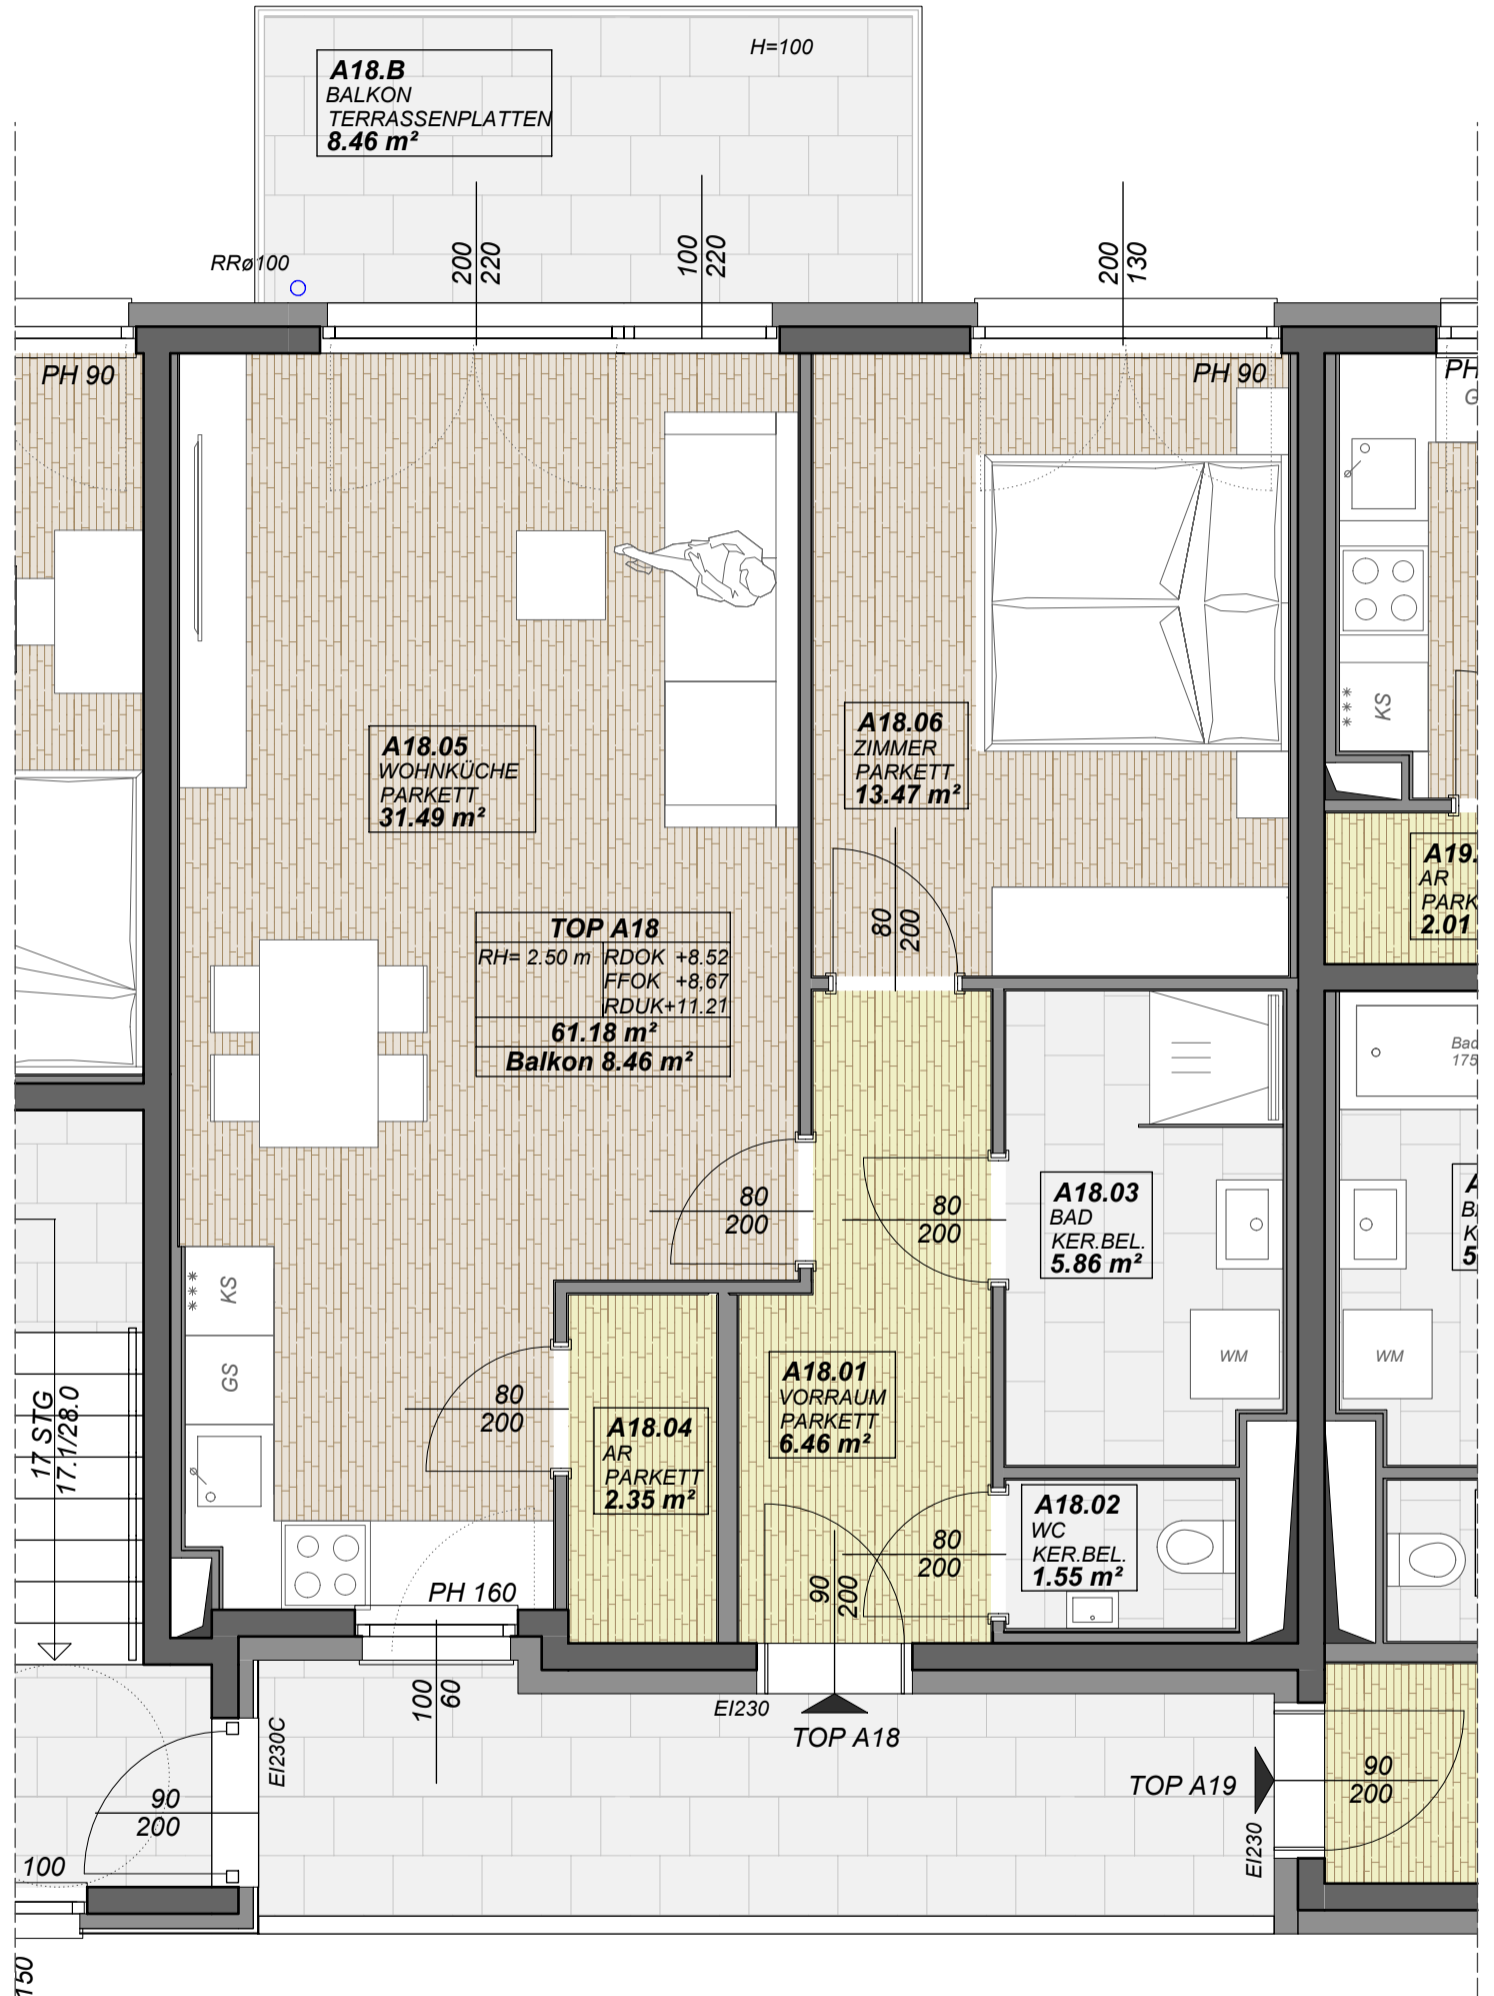 A18.B
BALKON
TERRASSENPLATTEN
8.46 m²
H=100
RRø100
200
220
100
220
200
130
PH 90
PH 90
PH
G
A18.05
WOHNKÜCHE
PARKETT
31.49 m²
A18.06
ZIMMER
PARKETT
13.47 m²
KS
A19.
AR
PARK
2.01
80
200
TOP A18
RH= 2.50 m
RDOK +8.52
FFOK +8,67
RDUK+11.21
61.18 m²
Balkon 8.46 m²
Bad
175
80
200
80
200
A18.03
BAD
KER.BEL.
5.86 m²
A
B
K
5
KS
GS
WM
WM
17 STG
17.1/28.0
80
200
A18.04
AR
PARKETT
2.35 m²
A18.01
VORRAUM
PARKETT
6.46 m²
A18.02
WC
KER.BEL.
1.55 m²
80
200
90
200
PH 160
100
60
EI230
TOP A18
EI230C
90
200
TOP A19
EI230
90
200
100
150